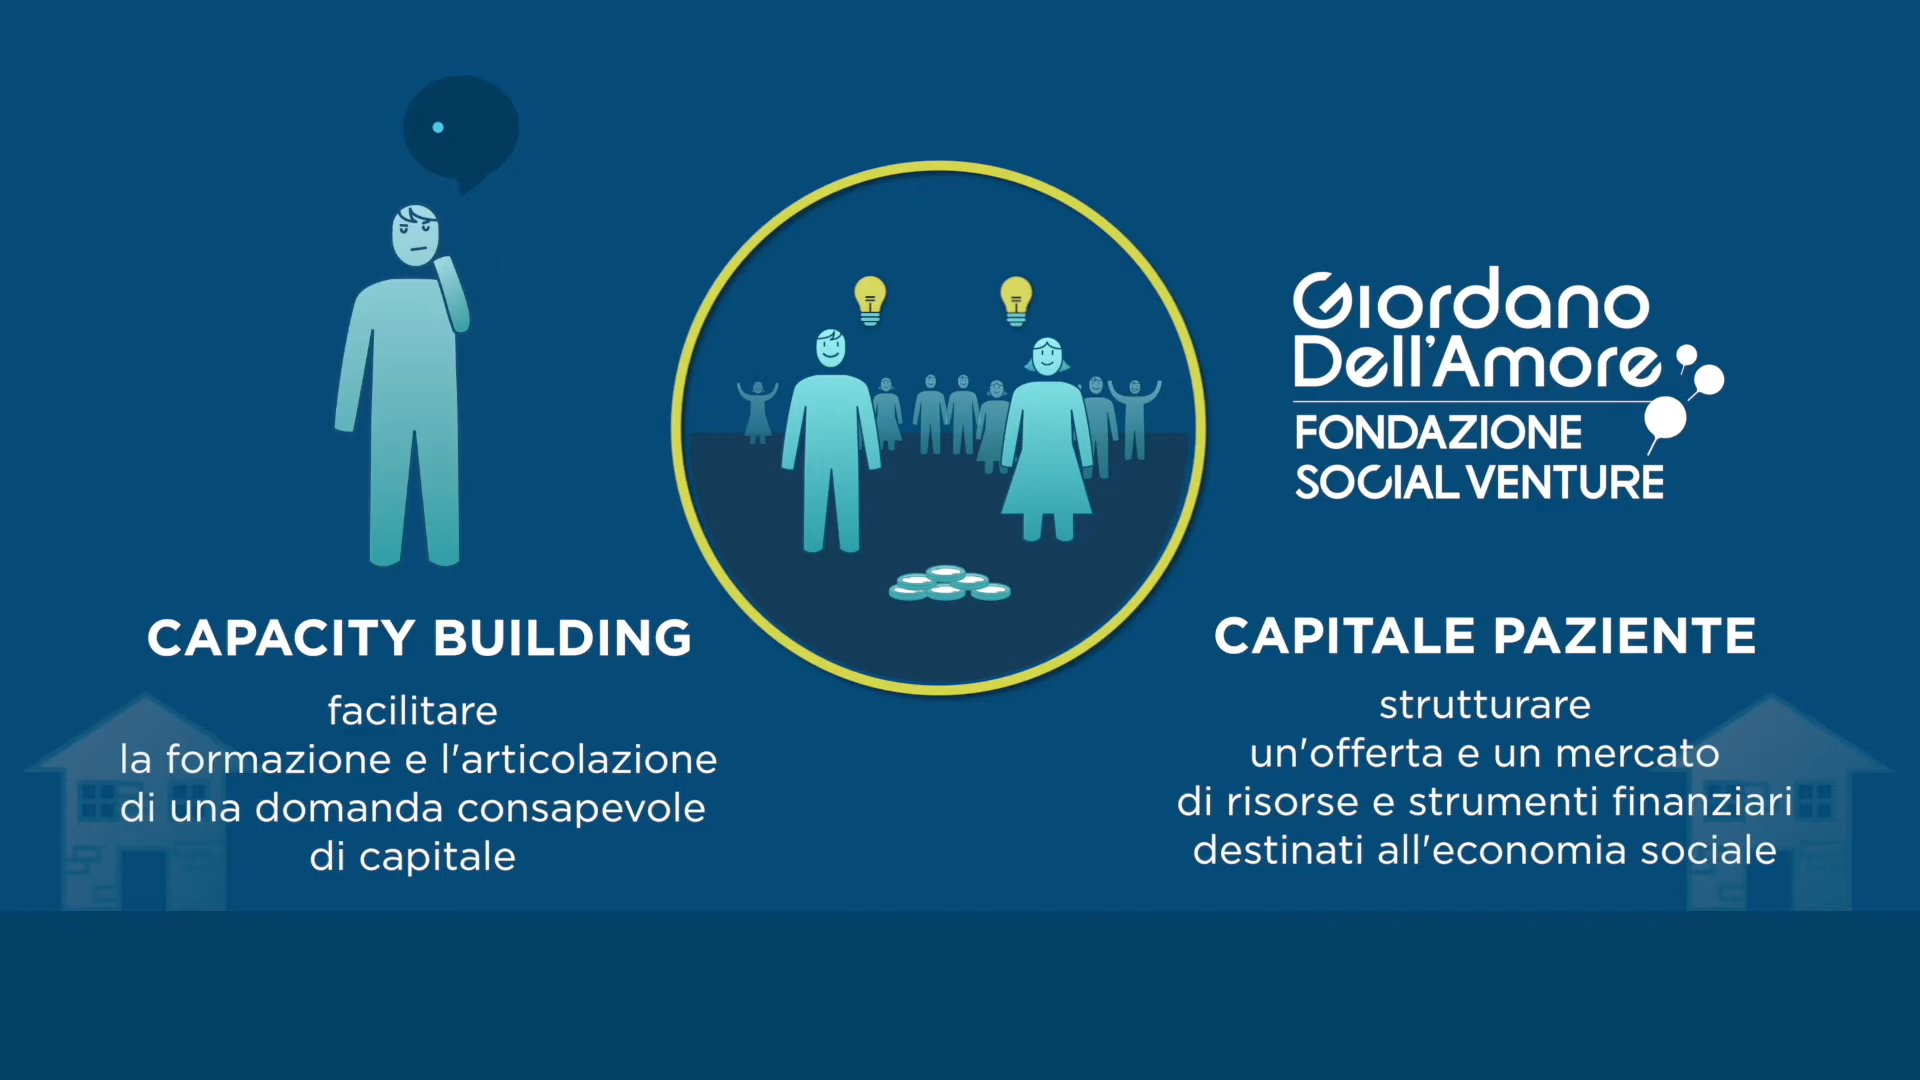 Giordano
Dell'Amore
FONDAZIONE
SOCIAL VENTURE
CAPACITY BUILDING
facilitare
la formazione e l'articolazione
di una domanda consapevole
di capitale
CAPITALE PAZIENTE
strutturare
un'offerta e un mercato
di risorse e strumenti finanziari
destinati all'economia sociale